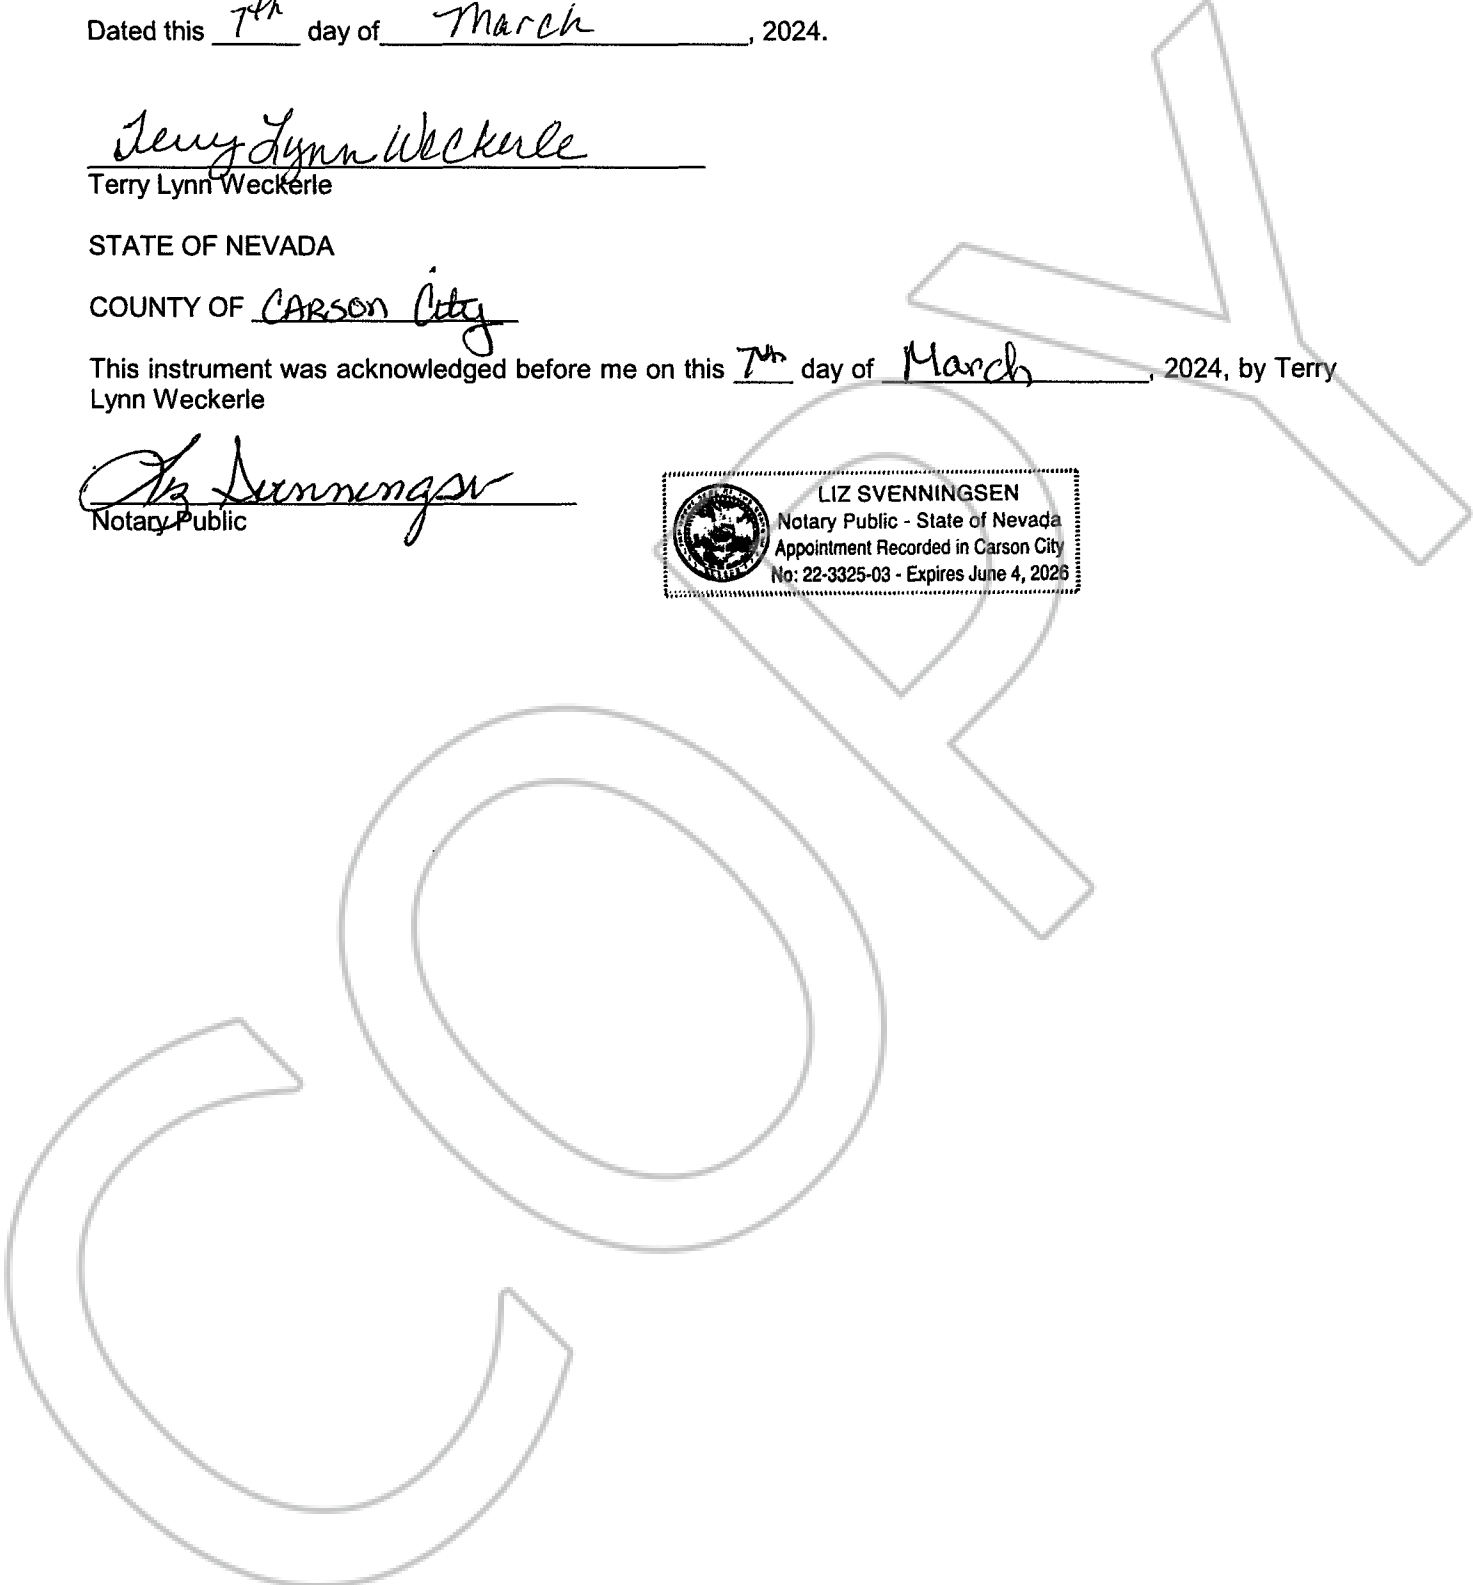 Dated this 7th day of March, 2024.
Terry Lynn Weckerle
Terry Lynn Weckerle
STATE OF NEVADA
COUNTY OF CARSON City
This instrument was acknowledged before me on this 7th day of March, 2024, by Terry
Lynn Weckerle
Liz Svenningsen
Notary Public
LIZ SVENNINGSEN
Notary Public - State of Nevada
Appointment Recorded in Carson City
No: 22-3325-03 - Expires June 4, 2026
COPY